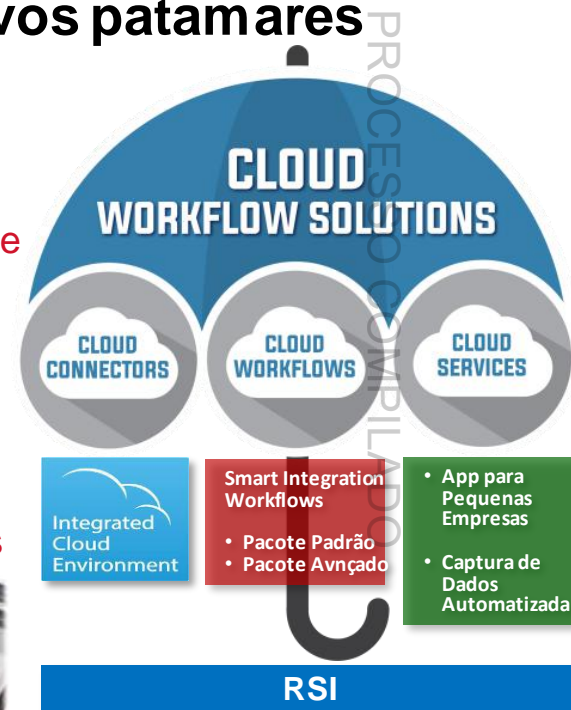 vos patamares
PROCESSO COMPILADO
CLOUD
WORKFLOW SOLUTIONS
e
CLOUD
CONNECTORS
CLOUD
WORKFLOWS
CLOUD
SERVICES
Integrated
Cloud
Environment
Smart Integration
Workflows
• Pacote Padrão
• Pacote Avnçado
• App para
Pequenas
Empresas
• Captura de
Dados
Automatizada
s
RSI